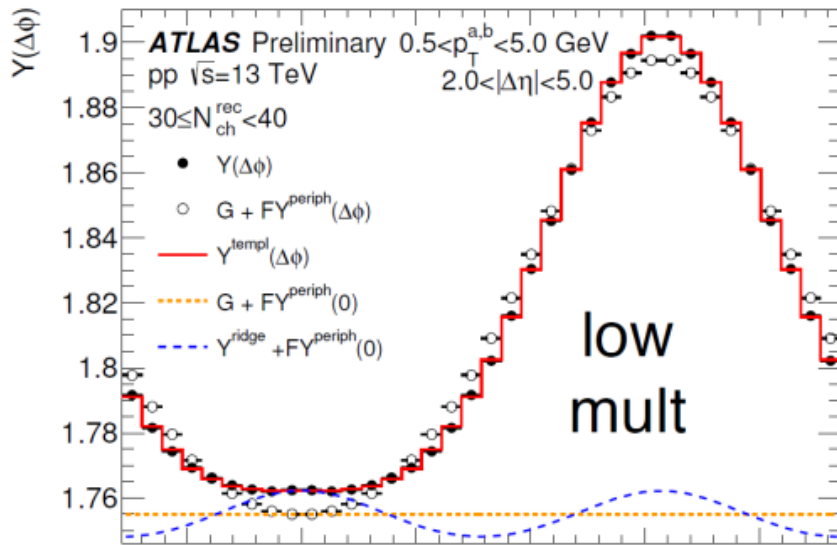 Y(Δϕ)
ATLAS Preliminary 0.5<p_T^{a,b}<5.0 GeV
pp √s=13 TeV 2.0<|Δη|<5.0
30≤N_{ch}^{rec}<40
Y(Δϕ)
G + FY^{periph}(Δϕ)
Y^{templ}(Δϕ)
G + FY^{periph}(0)
Y^{ridge} +FY^{periph}(0)
low
mult
1.9
1.88
1.86
1.84
1.82
1.8
1.78
1.76